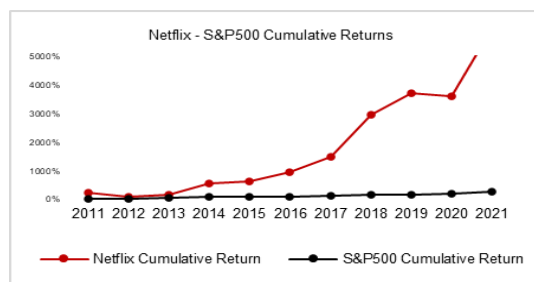 Netflix - S&P500 Cumulative Returns
5000%
4000%
3000%
2000%
1000%
0%
2011 2012 2013 2014 2015 2016 2017 2018 2019 2020 2021
Netflix Cumulative Return S&P500 Cumulative Return